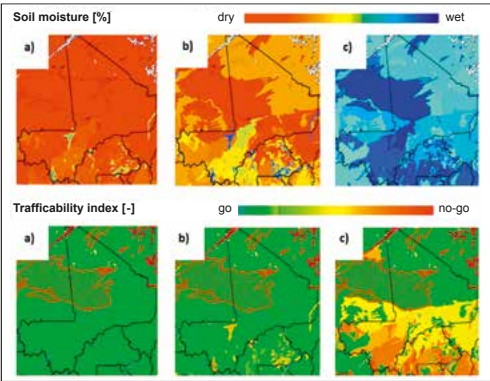 Soil moisture [%] dry wet
a) b) c)
Trafficability index [-] go no-go
a) b) c)